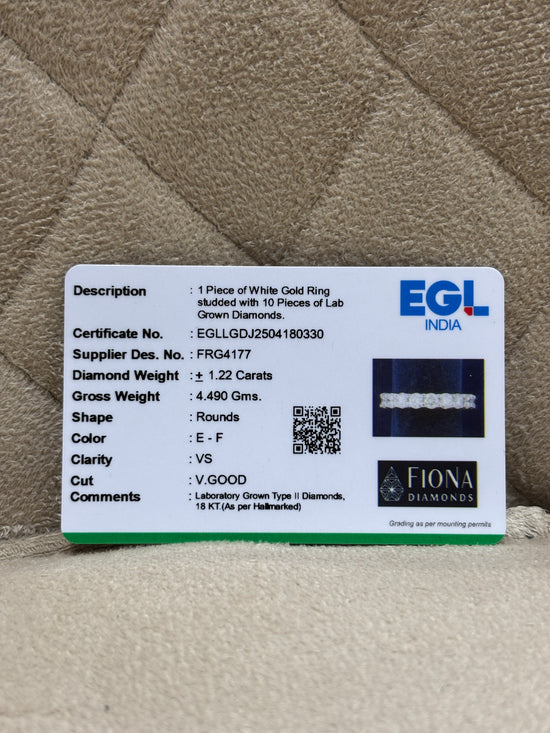 Description : 1 Piece of White Gold Ring
studded with 10 Pieces of Lab
Grown Diamonds.
Certificate No. : EGLLGDJ2504180330
Supplier Des. No. : FRG4177
Diamond Weight : ± 1.22 Carats
Gross Weight : 4.490 Gms.
Shape : Rounds
Color : E - F
Clarity : VS
Cut : V.GOOD
Comments : Laboratory Grown Type II Diamonds,
18 KT.(As per Hallmarked)
EGL
INDIA
FIONA
DIAMONDS
Grading as per mounting permits